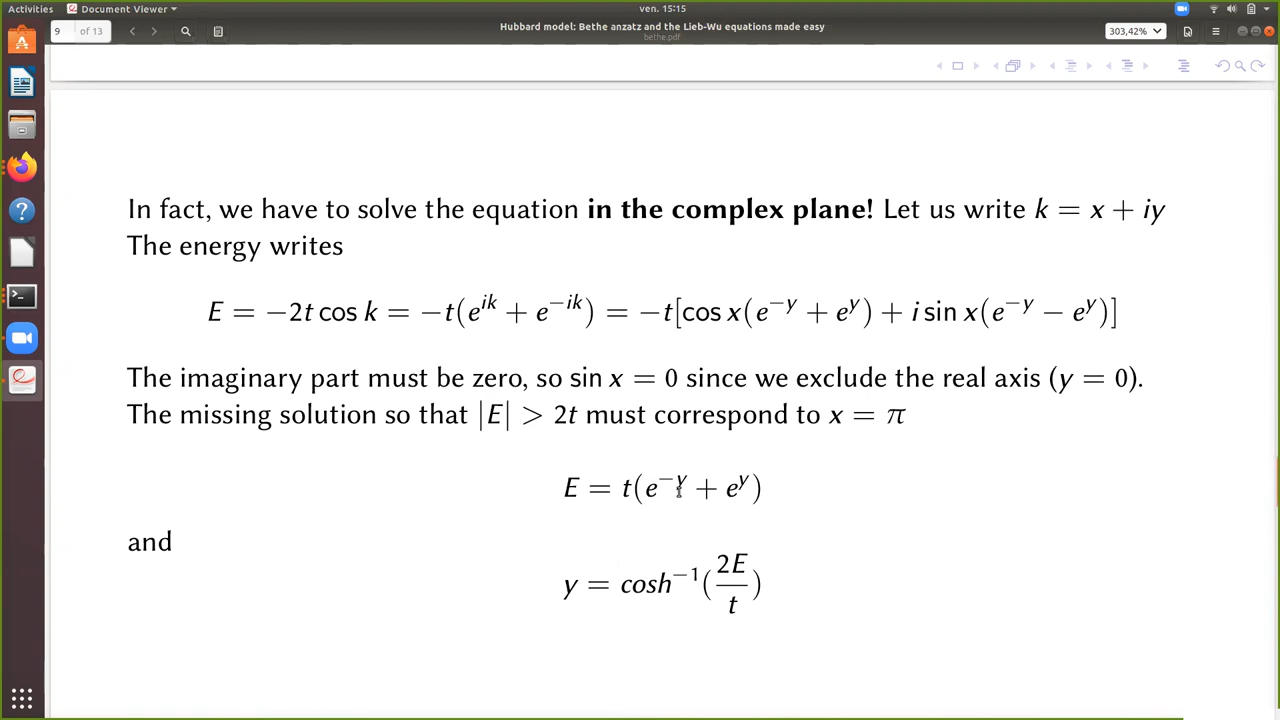 Activities Document Viewer ven. 15:15
9 of 13 Hubbard model: Bethe anzatz and the Lieb-Wu equations made easy 303,42%
bethe.pdf
In fact, we have to solve the equation in the complex plane! Let us write k = x + iy
The energy writes
E = −2t cos k = −t(e^{ik} + e^{−ik}) = −t[cos x(e^{−y} + e^{y}) + i sin x(e^{−y} − e^{y})]
The imaginary part must be zero, so sin x = 0 since we exclude the real axis (y = 0).
The missing solution so that |E| > 2t must correspond to x = π
E = t(e^{−y} + e^{y})
and
y = cosh^{−1}(\frac{2E}{t})